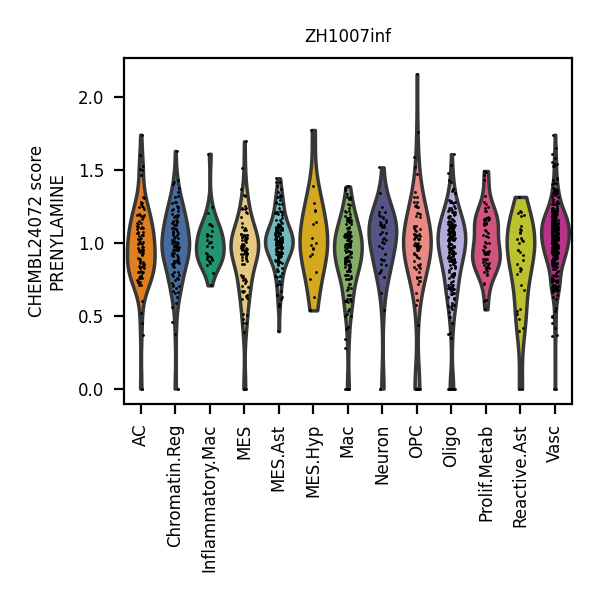 ZH1007inf
CHEMBL24072 score
PRENYLAMINE
2.0
1.5
1.0
0.5
0.0
AC
Chromatin.Reg
Inflammatory.Mac
MES
MES.Ast
MES.Hyp
Mac
Neuron
OPC
Oligo
Prolif.Metab
Reactive.Ast
Vasc